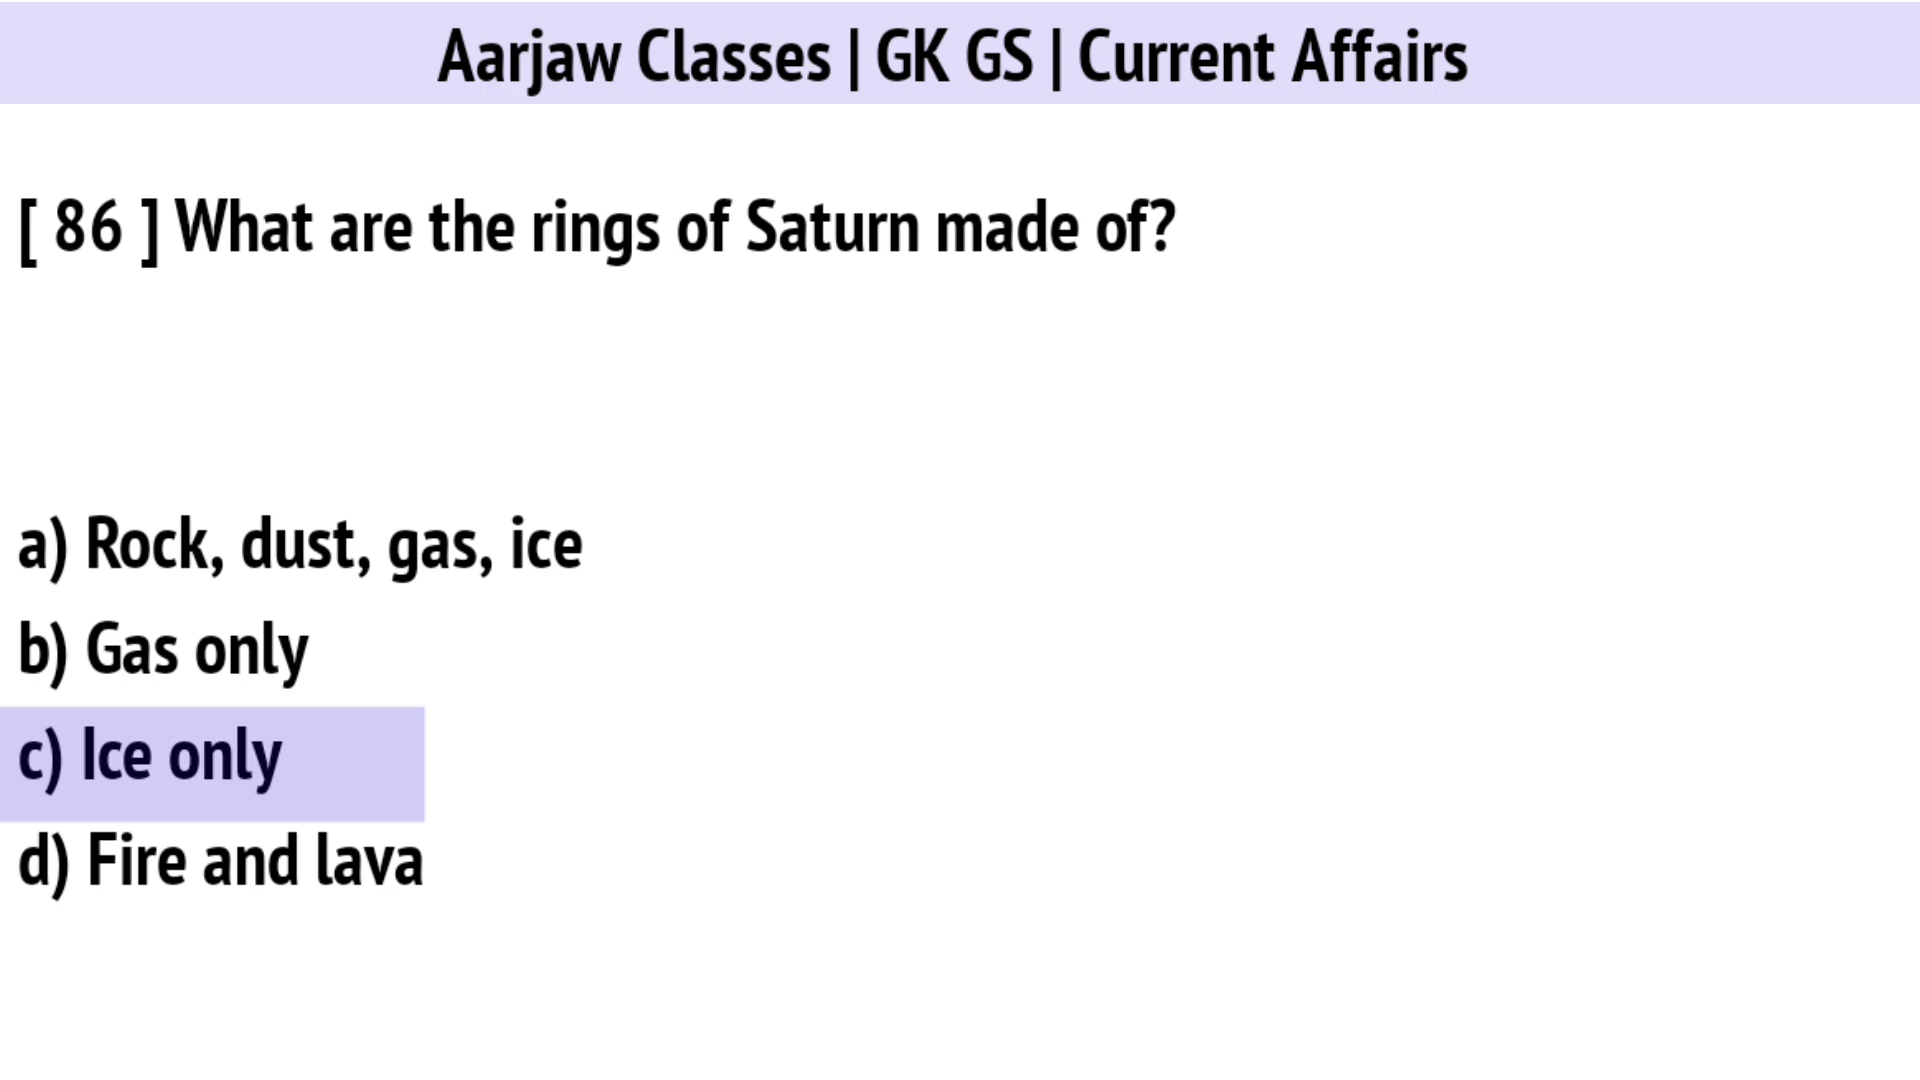 Aarjaw Classes | GK GS | Current Affairs
[ 86 ] What are the rings of Saturn made of?
a) Rock, dust, gas, ice
b) Gas only
c) Ice only
d) Fire and lava